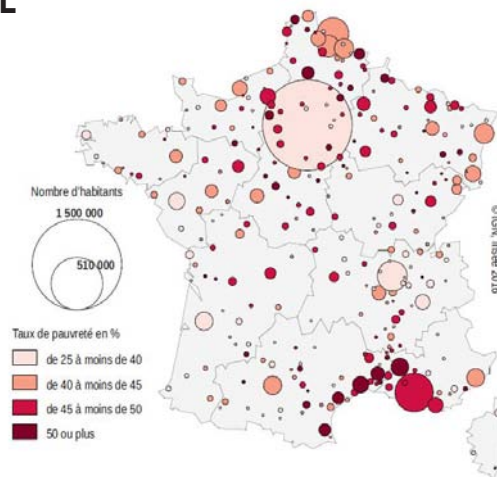 E
Nombre d'habitants
1 500 000
510 000
Taux de pauvreté en %
de 25 à moins de 40
de 40 à moins de 45
de 45 à moins de 50
50 ou plus